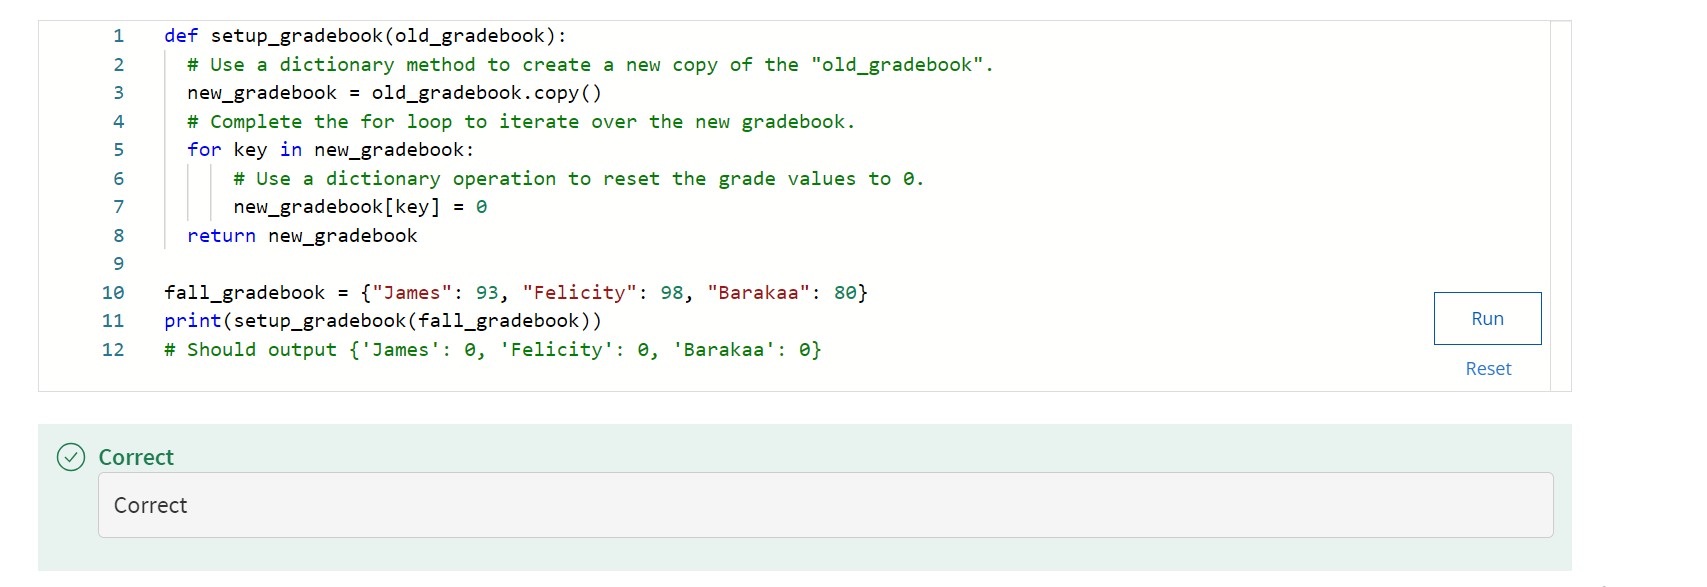 1 def setup_gradebook(old_gradebook):
2 # Use a dictionary method to create a new copy of the "old_gradebook".
3 new_gradebook = old_gradebook.copy()
4 # Complete the for loop to iterate over the new gradebook.
5 for key in new_gradebook:
6 # Use a dictionary operation to reset the grade values to 0.
7 new_gradebook[key] = 0
8 return new_gradebook
9
10 fall_gradebook = {"James": 93, "Felicity": 98, "Barakaa": 80}
11 print(setup_gradebook(fall_gradebook))
12 # Should output {'James': 0, 'Felicity': 0, 'Barakaa': 0}
Run
Reset
Correct
Correct